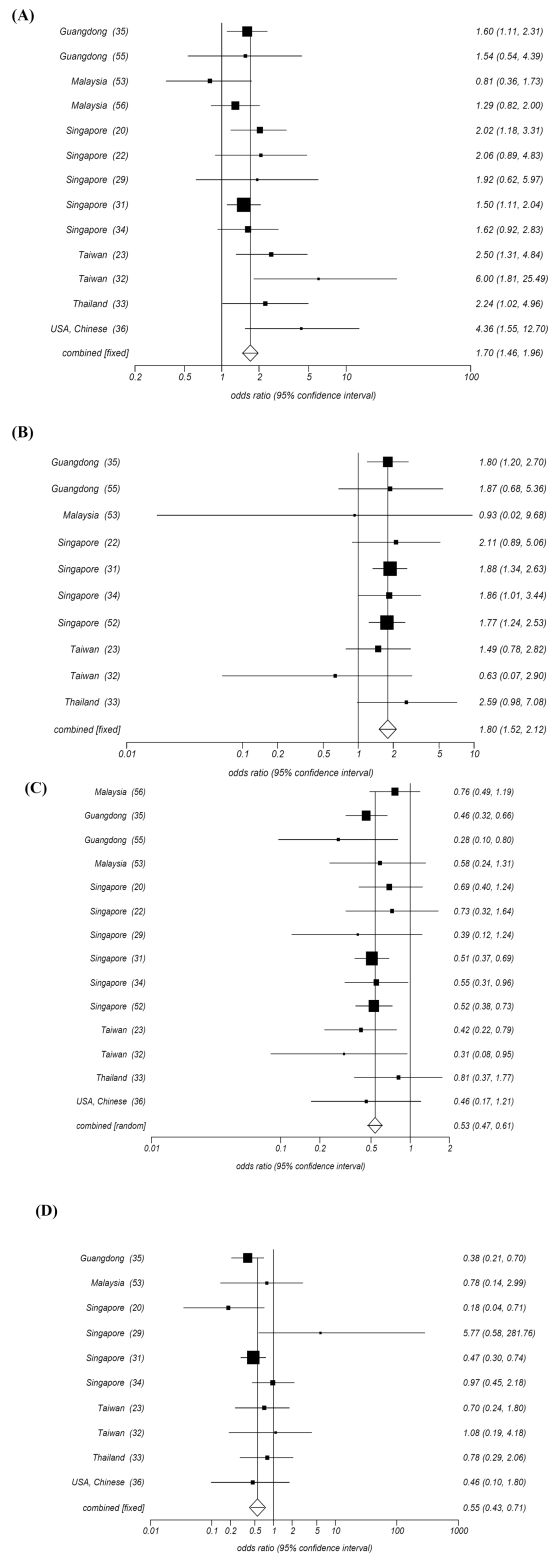 (A)
Guangdong (35) 1.60 (1.11, 2.31)
Guangdong (55) 1.54 (0.54, 4.39)
Malaysia (53) 0.81 (0.36, 1.73)
Malaysia (56) 1.29 (0.82, 2.00)
Singapore (20) 2.02 (1.18, 3.31)
Singapore (22) 2.06 (0.89, 4.83)
Singapore (29) 1.92 (0.62, 5.97)
Singapore (31) 1.50 (1.11, 2.04)
Singapore (34) 1.62 (0.92, 2.83)
Taiwan (23) 2.50 (1.31, 4.84)
Taiwan (32) 6.00 (1.81, 25.49)
Thailand (33) 2.24 (1.02, 4.96)
USA, Chinese (36) 4.36 (1.55, 12.70)
combined [fixed] 1.70 (1.46, 1.96)
0.2 0.5 1 2 5 10 100
odds ratio (95% confidence interval)
(B)
Guangdong (35) 1.80 (1.20, 2.70)
Guangdong (55) 1.87 (0.68, 5.36)
Malaysia (53) 0.93 (0.02, 9.68)
Singapore (22) 2.11 (0.89, 5.06)
Singapore (31) 1.88 (1.34, 2.63)
Singapore (34) 1.86 (1.01, 3.44)
Singapore (52) 1.77 (1.24, 2.53)
Taiwan (23) 1.49 (0.78, 2.82)
Taiwan (32) 0.63 (0.07, 2.90)
Thailand (33) 2.59 (0.98, 7.08)
combined [fixed] 1.80 (1.52, 2.12)
0.01 0.1 0.2 0.5 1 2 5 10
odds ratio (95% confidence interval)
(C)
Malaysia (56) 0.76 (0.49, 1.19)
Guangdong (35) 0.46 (0.32, 0.66)
Guangdong (55) 0.28 (0.10, 0.80)
Malaysia (53) 0.58 (0.24, 1.31)
Singapore (20) 0.69 (0.40, 1.24)
Singapore (22) 0.73 (0.32, 1.64)
Singapore (29) 0.39 (0.12, 1.24)
Singapore (31) 0.51 (0.37, 0.69)
Singapore (34) 0.55 (0.31, 0.96)
Singapore (52) 0.52 (0.38, 0.73)
Taiwan (23) 0.42 (0.22, 0.79)
Taiwan (32) 0.31 (0.08, 0.95)
Thailand (33) 0.81 (0.37, 1.77)
USA, Chinese (36) 0.46 (0.17, 1.21)
combined [random] 0.53 (0.47, 0.61)
0.01 0.1 0.2 0.5 1 2
odds ratio (95% confidence interval)
(D)
Guangdong (35) 0.38 (0.21, 0.70)
Malaysia (53) 0.78 (0.14, 2.99)
Singapore (20) 0.18 (0.04, 0.71)
Singapore (29) 5.77 (0.58, 281.76)
Singapore (31) 0.47 (0.30, 0.74)
Singapore (34) 0.97 (0.45, 2.18)
Taiwan (23) 0.70 (0.24, 1.80)
Taiwan (32) 1.08 (0.19, 4.18)
Thailand (33) 0.78 (0.29, 2.06)
USA, Chinese (36) 0.46 (0.10, 1.80)
combined [fixed] 0.55 (0.43, 0.71)
0.01 0.1 0.2 0.5 1 2 5 10 100 1000
odds ratio (95% confidence interval)